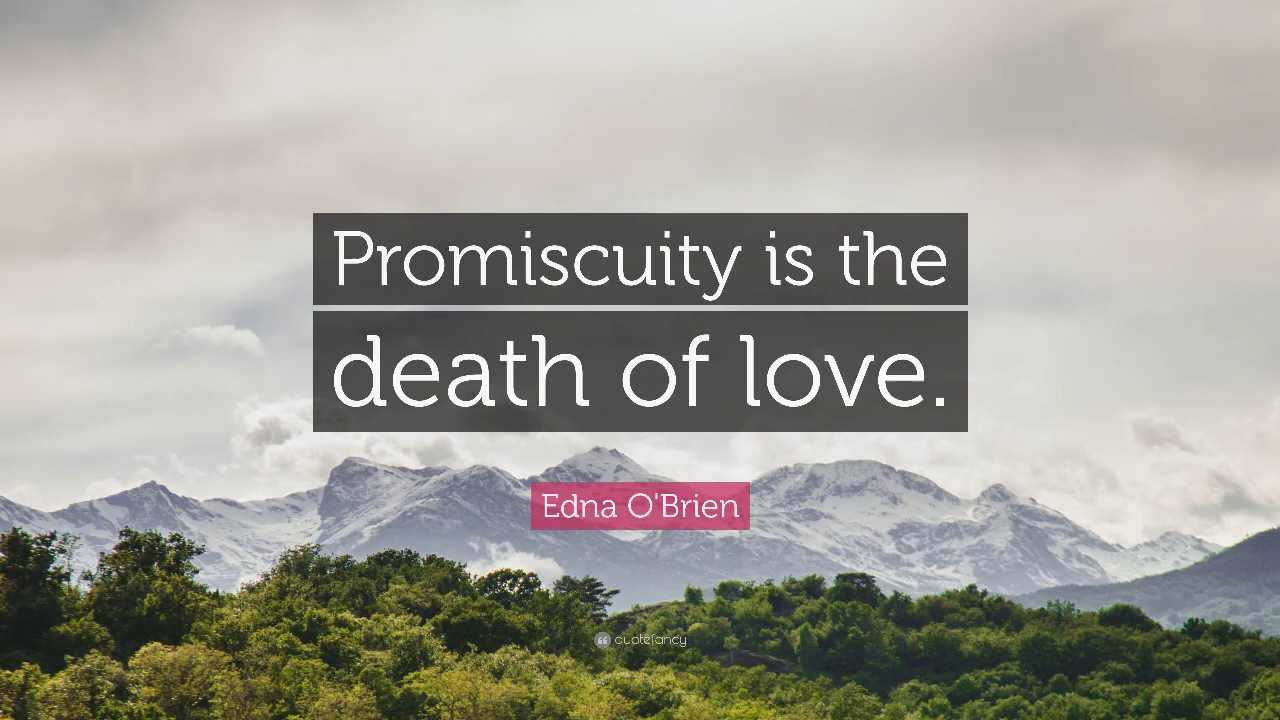 Promiscuity is the
death of love.
Edna O'Brien
quotefancy